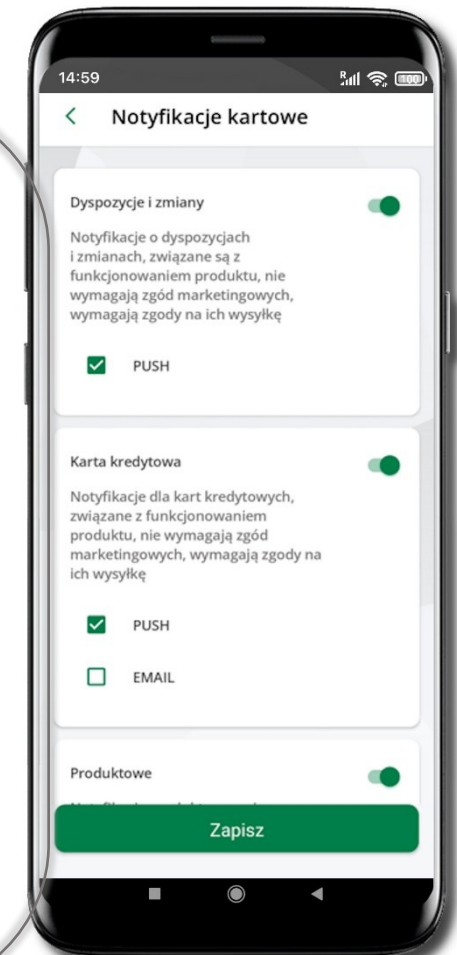 14:59
R
100
Notyfikacje kartowe
Dyspozycje i zmiany
Notyfikacje o dyspozycjach
i zmianach, związane są z
funkcjonowaniem produktu, nie
wymagają zgód marketingowych,
wymagają zgody na ich wysyłkę
PUSH
Karta kredytowa
Notyfikacje dla kart kredytowych,
związane z funkcjonowaniem
produktu, nie wymagają zgód
marketingowych, wymagają zgody na
ich wysyłkę
PUSH
EMAIL
Produktowe
Zapisz